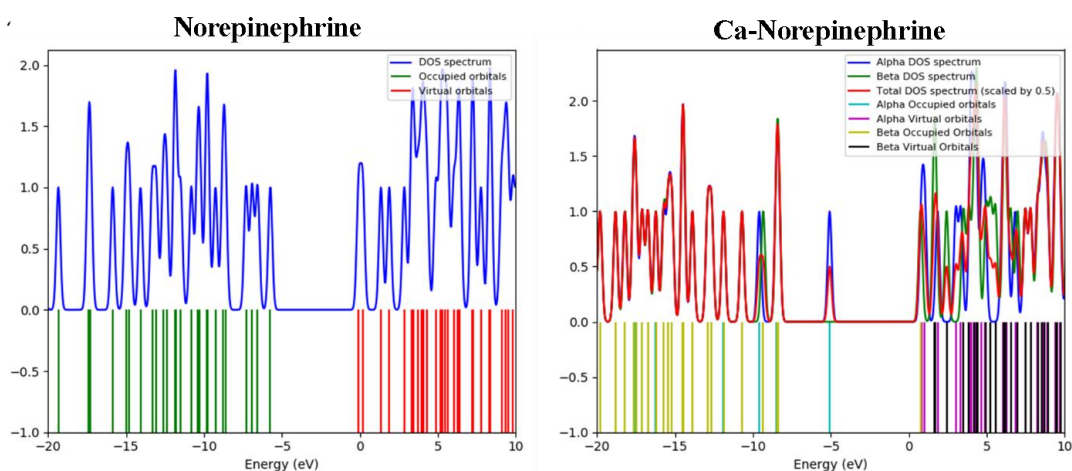 Norepinephrine
2.0
1.5
1.0
0.5
0.0
−0.5
−1.0
−20
−15
−10
−5
0
5
10
Energy (eV)
DOS spectrum
Occupied orbitals
Virtual orbitals
Ca-Norepinephrine
2.0
1.5
1.0
0.5
0.0
−0.5
−1.0
−20
−15
−10
−5
0
5
10
Energy (eV)
Alpha DOS spectrum
Beta DOS spectrum
Total DOS spectrum (scaled by 0.5)
Alpha Occupied orbitals
Alpha Virtual orbitals
Beta Occupied Orbitals
Beta Virtual Orbitals